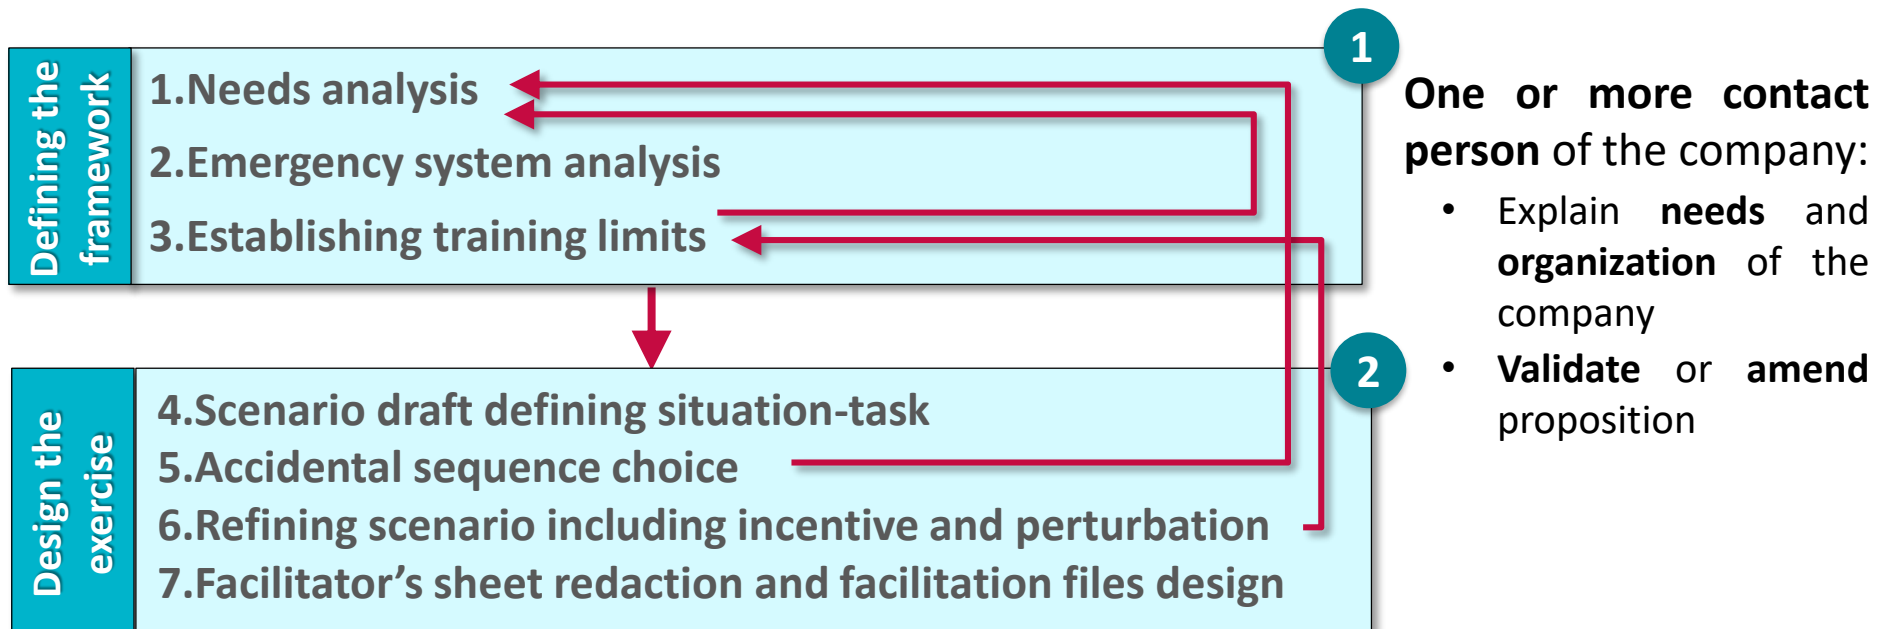 Defining the
framework
1.Needs analysis
2.Emergency system analysis
3.Establishing training limits
1
Design the
exercise
4.Scenario draft defining situation-task
5.Accidental sequence choice
6.Refining scenario including incentive and perturbation
7.Facilitator's sheet redaction and facilitation files design
2
One or more contact
person of the company:
• Explain needs and
organization of the
company
• Validate or amend
proposition